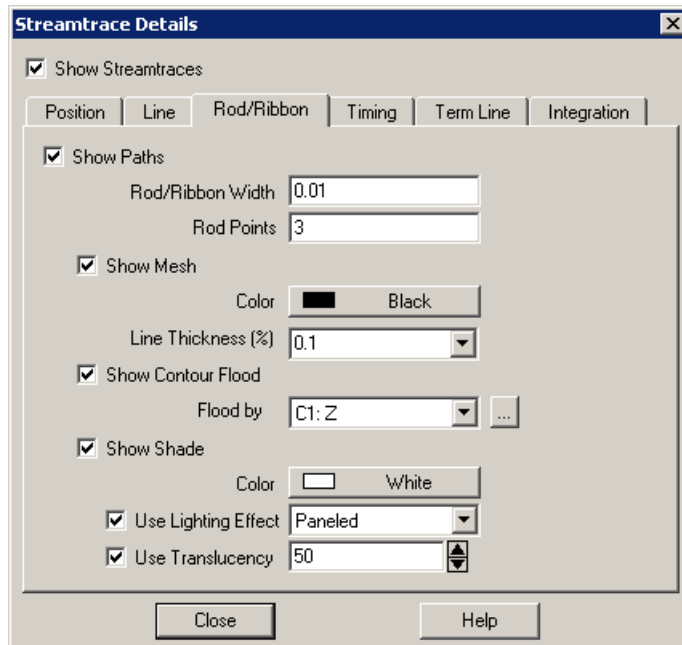 Streamtrace Details
Show Streamtraces
Position Line Rod/Ribbon Timing Term Line Integration
Show Paths
Rod/Ribbon Width 0.01
Rod Points 3
Show Mesh
Color Black
Line Thickness (%) 0.1
Show Contour Flood
Flood by C1: Z ...
Show Shade
Color White
Use Lighting Effect Paneled
Use Translucency 50
Close Help